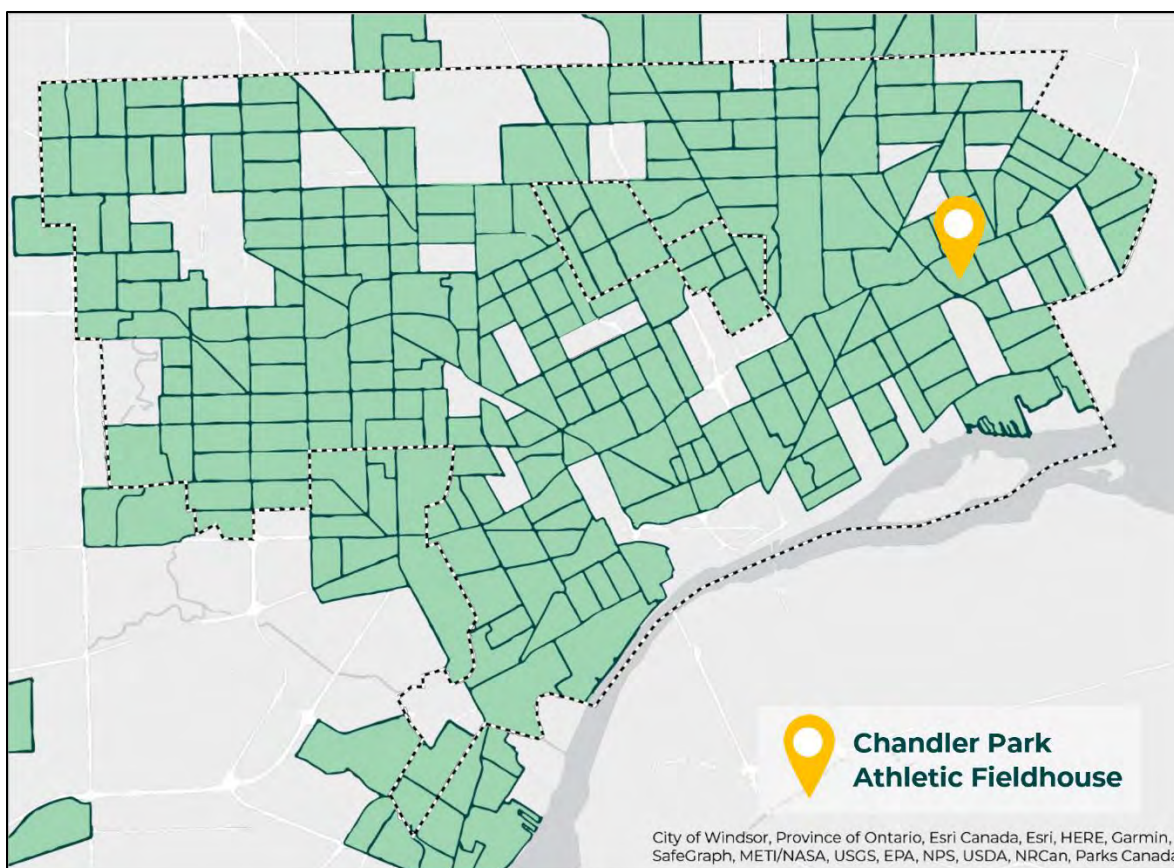 Chandler Park
Athletic Fieldhouse
City of Windsor, Province of Ontario, Esri Canada, Esri, HERE, Garmin,
SafeGraph, METI/NASA, USGS, EPA, NPS, USDA, NRCan, Parks Canada